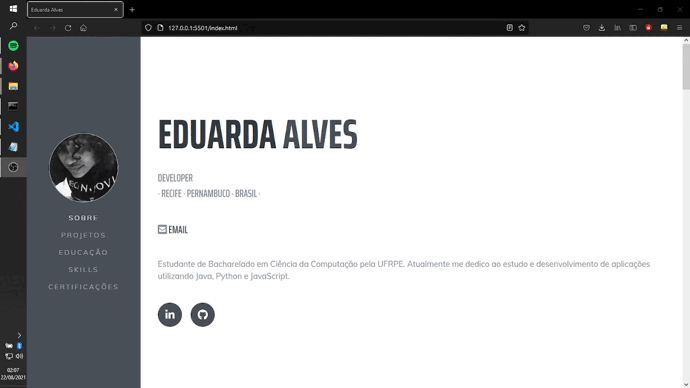 Eduarda Alves
127.0.0.1:5501/index.html
SOBRE
PROJETOS
EDUCAÇÃO
SKILLS
CERTIFICAÇÕES
EDUARDA ALVES
DEVELOPER
· RECIFE · PERNAMBUCO · BRASIL ·
EMAIL
Estudante de Bacharelado em Ciência da Computação pela UFRPE. Atualmente me dedico ao estudo e desenvolvimento de aplicações
utilizando Java, Python e JavaScript.
in
02:07
22/08/2021